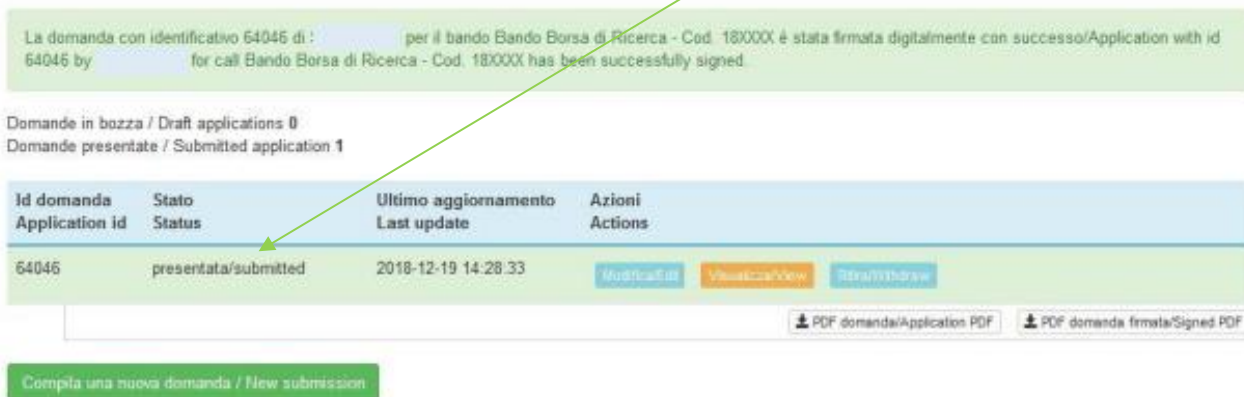 La domanda con identificativo 64046 di : per il bando Bando Borsa di Ricerca - Cod. 18XXXX è stata firmata digitalmente con successo/Application with id
64046 by for call Bando Borsa di Ricerca - Cod. 18XXXX has been successfully signed.
Domande in bozza / Draft applications 0
Domande presentate / Submitted application 1
Id domanda Stato Ultimo aggiornamento Azioni
Application id Status Last update Actions
64046 presentata/submitted 2018-12-19 14:28:33 Modifica/Edit Visualizza/View Ritira/Withdraw
PDF domanda/Application PDF PDF domanda firmata/Signed PDF
Compila una nuova domanda / New submission